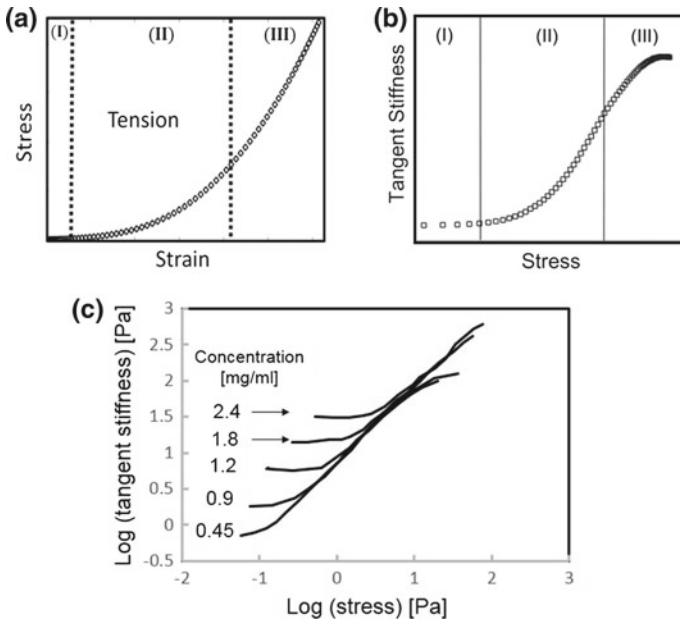 (a)
(I)
(II)
(III)
Tension
Stress
Strain
(b)
(I)
(II)
(III)
Tangent Stiffness
Stress
(c)
Log (tangent stiffness) [Pa]
3
2.5
2
1.5
1
0.5
0
-0.5
Concentration
[mg/ml]
2.4
1.8
1.2
0.9
0.45
-2
-1
0
1
2
3
Log (stress) [Pa]